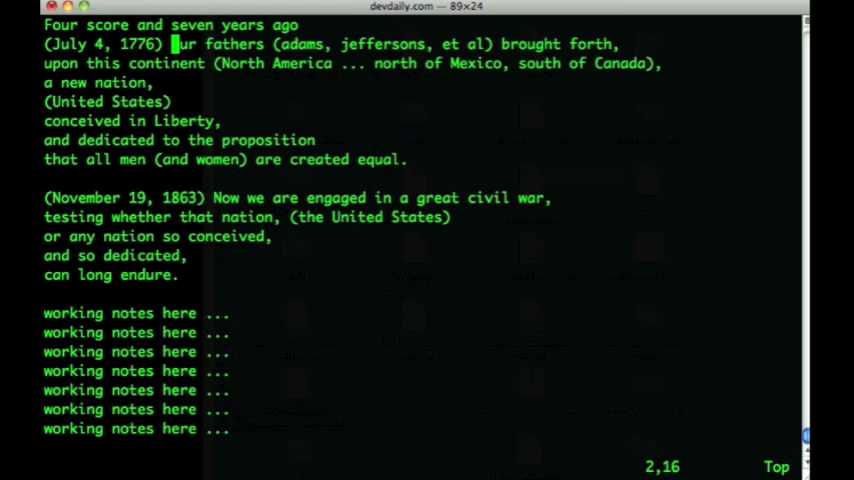 devdaily.com — 89×24
Four score and seven years ago
(July 4, 1776) ur fathers (adams, jeffersons, et al) brought forth,
upon this continent (North America ... north of Mexico, south of Canada),
a new nation,
(United States)
conceived in Liberty,
and dedicated to the proposition
that all men (and women) are created equal.
(November 19, 1863) Now we are engaged in a great civil war,
testing whether that nation, (the United States)
or any nation so conceived,
and so dedicated,
can long endure.
working notes here ...
working notes here ...
working notes here ...
working notes here ...
working notes here ...
working notes here ...
working notes here ...
2,16 Top